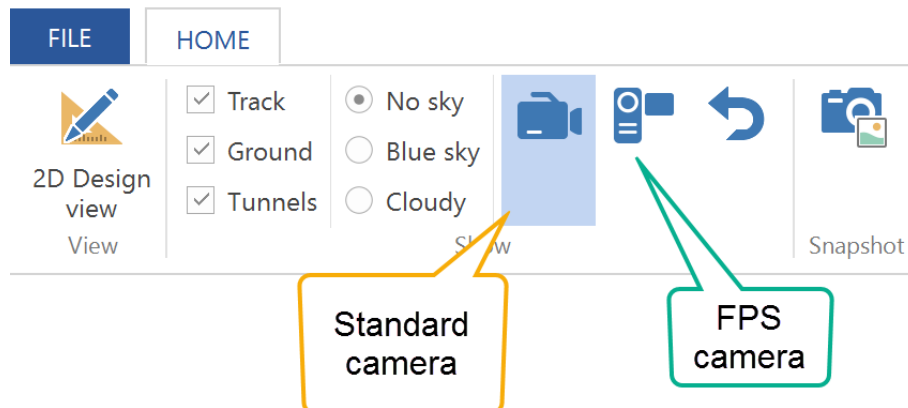 FILE
HOME
Track
Ground
Tunnels
No sky
Blue sky
Cloudy
2D Design
view
View
Show
Snapshot
Standard
camera
FPS
camera